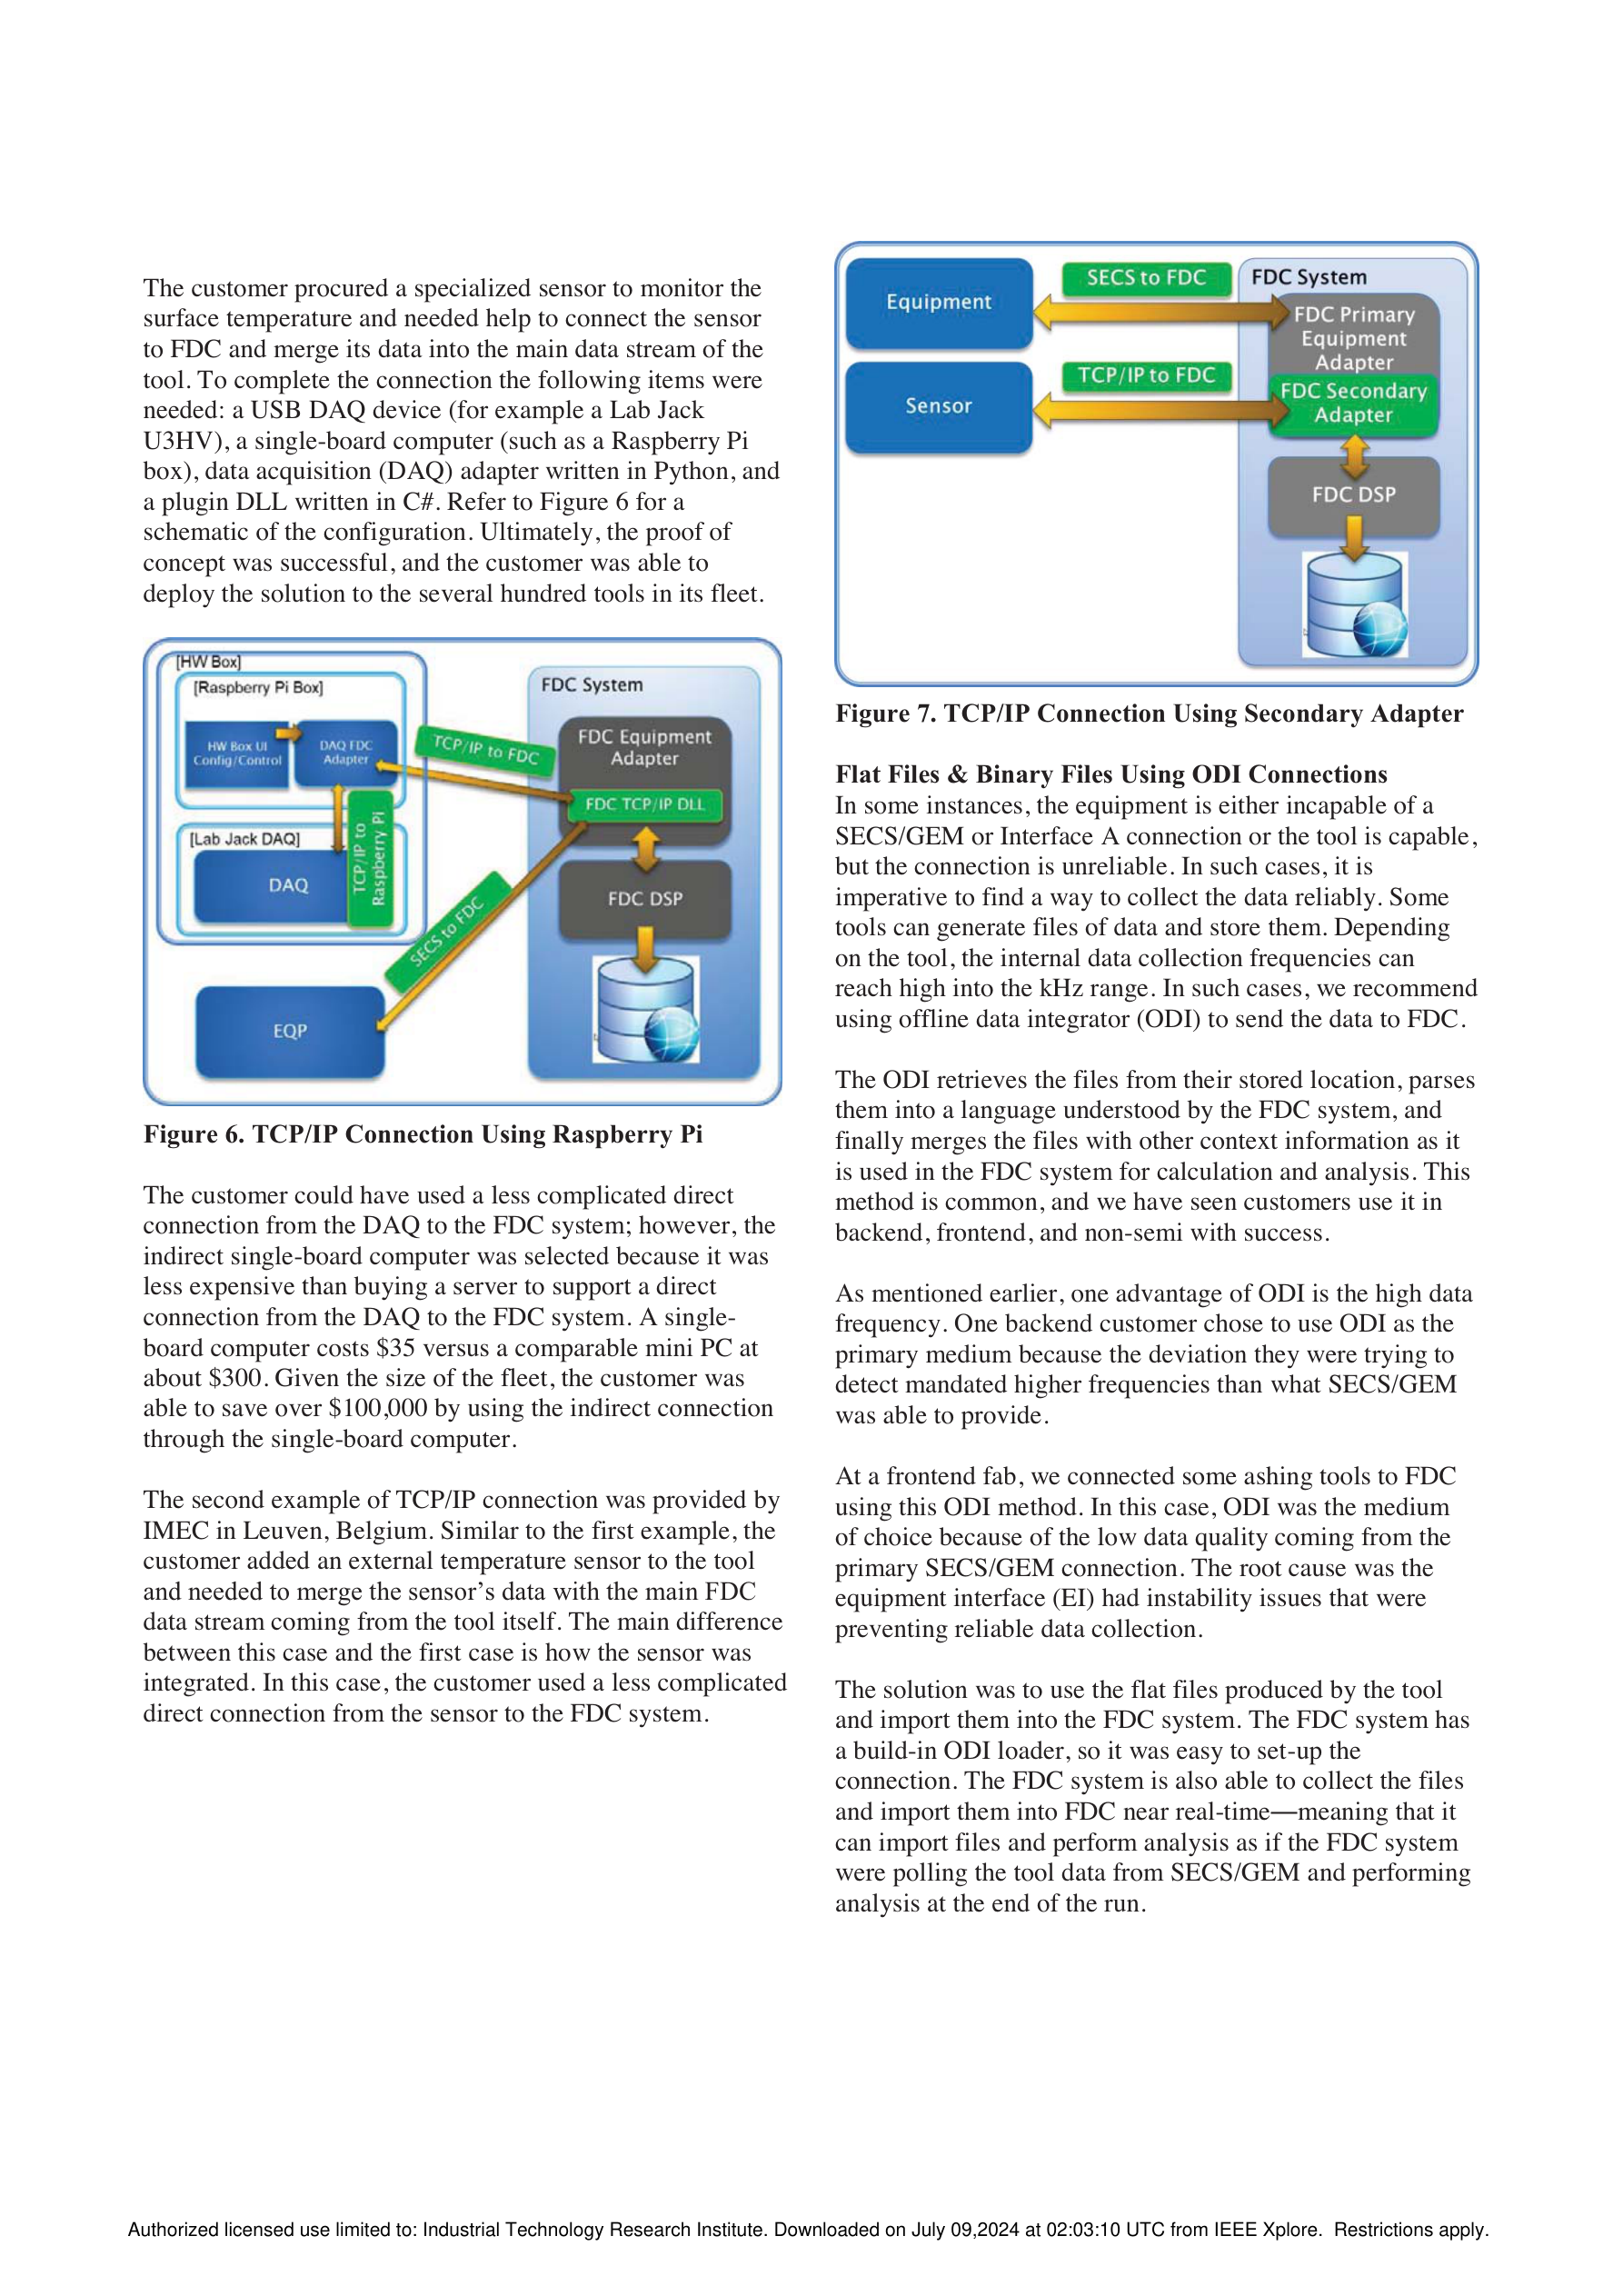 The customer procured a specialized sensor to monitor the
surface temperature and needed help to connect the sensor
to FDC and merge its data into the main data stream of the
tool. To complete the connection the following items were
needed: a USB DAQ device (for example a Lab Jack
U3HV), a single-board computer (such as a Raspberry Pi
box), data acquisition (DAQ) adapter written in Python, and
a plugin DLL written in C#. Refer to Figure 6 for a
schematic of the configuration. Ultimately, the proof of
concept was successful, and the customer was able to
deploy the solution to the several hundred tools in its fleet.
[HW Box]
[Raspberry Pi Box]
HW Box UI
Config/Control
DAQ FDC
Adapter
TCP/IP to FDC
[Lab Jack DAQ]
DAQ
TCP/IP to
Raspberry Pi
SECS to FDC
EQP
FDC System
FDC Equipment
Adapter
FDC TCP/IP DLL
FDC DSP
Figure 6. TCP/IP Connection Using Raspberry Pi
The customer could have used a less complicated direct
connection from the DAQ to the FDC system; however, the
indirect single-board computer was selected because it was
less expensive than buying a server to support a direct
connection from the DAQ to the FDC system. A single-
board computer costs $35 versus a comparable mini PC at
about $300. Given the size of the fleet, the customer was
able to save over $100,000 by using the indirect connection
through the single-board computer.
The second example of TCP/IP connection was provided by
IMEC in Leuven, Belgium. Similar to the first example, the
customer added an external temperature sensor to the tool
and needed to merge the sensor's data with the main FDC
data stream coming from the tool itself. The main difference
between this case and the first case is how the sensor was
integrated. In this case, the customer used a less complicated
direct connection from the sensor to the FDC system.
Equipment
SECS to FDC
Sensor
TCP/IP to FDC
FDC System
FDC Primary
Equipment
Adapter
FDC Secondary
Adapter
FDC DSP
Figure 7. TCP/IP Connection Using Secondary Adapter
Flat Files & Binary Files Using ODI Connections
In some instances, the equipment is either incapable of a
SECS/GEM or Interface A connection or the tool is capable,
but the connection is unreliable. In such cases, it is
imperative to find a way to collect the data reliably. Some
tools can generate files of data and store them. Depending
on the tool, the internal data collection frequencies can
reach high into the kHz range. In such cases, we recommend
using offline data integrator (ODI) to send the data to FDC.
The ODI retrieves the files from their stored location, parses
them into a language understood by the FDC system, and
finally merges the files with other context information as it
is used in the FDC system for calculation and analysis. This
method is common, and we have seen customers use it in
backend, frontend, and non-semi with success.
As mentioned earlier, one advantage of ODI is the high data
frequency. One backend customer chose to use ODI as the
primary medium because the deviation they were trying to
detect mandated higher frequencies than what SECS/GEM
was able to provide.
At a frontend fab, we connected some ashing tools to FDC
using this ODI method. In this case, ODI was the medium
of choice because of the low data quality coming from the
primary SECS/GEM connection. The root cause was the
equipment interface (EI) had instability issues that were
preventing reliable data collection.
The solution was to use the flat files produced by the tool
and import them into the FDC system. The FDC system has
a build-in ODI loader, so it was easy to set-up the
connection. The FDC system is also able to collect the files
and import them into FDC near real-time—meaning that it
can import files and perform analysis as if the FDC system
were polling the tool data from SECS/GEM and performing
analysis at the end of the run.
Authorized licensed use limited to: Industrial Technology Research Institute. Downloaded on July 09,2024 at 02:03:10 UTC from IEEE Xplore. Restrictions apply.